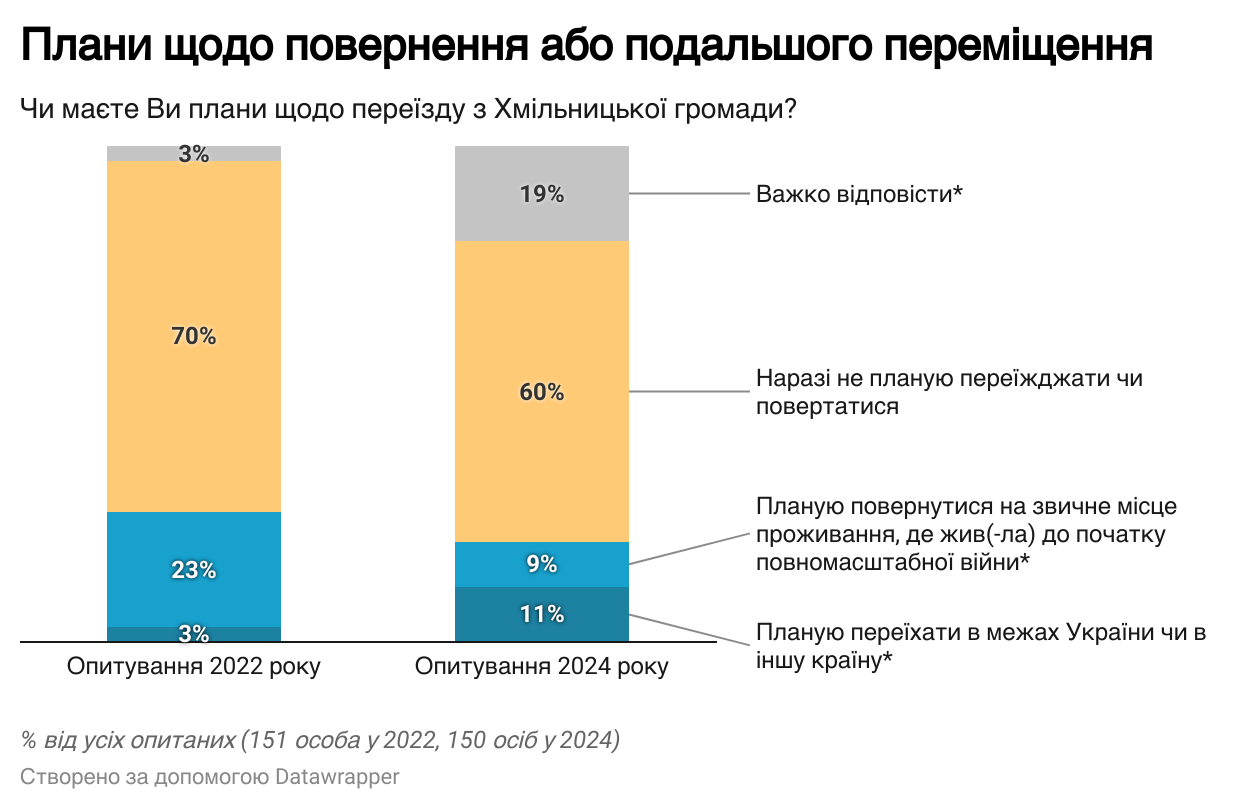 Плани щодо повернення або подальшого переміщення
Чи маєте Ви плани щодо переїзду з Хмільницької громади?
3%
70%
23%
3%
19%
60%
9%
11%
Важко відповісти*
Наразі не планую переїжджати чи
повертатися
Планую повернутися на звичне місце
проживання, де жив(-ла) до початку
повномасштабної війни*
Планую переїхати в межах України чи в
іншу країну*
Опитування 2022 року
Опитування 2024 року
% від усіх опитаних (151 особа у 2022, 150 осіб у 2024)
Створено за допомогою Datawrapper